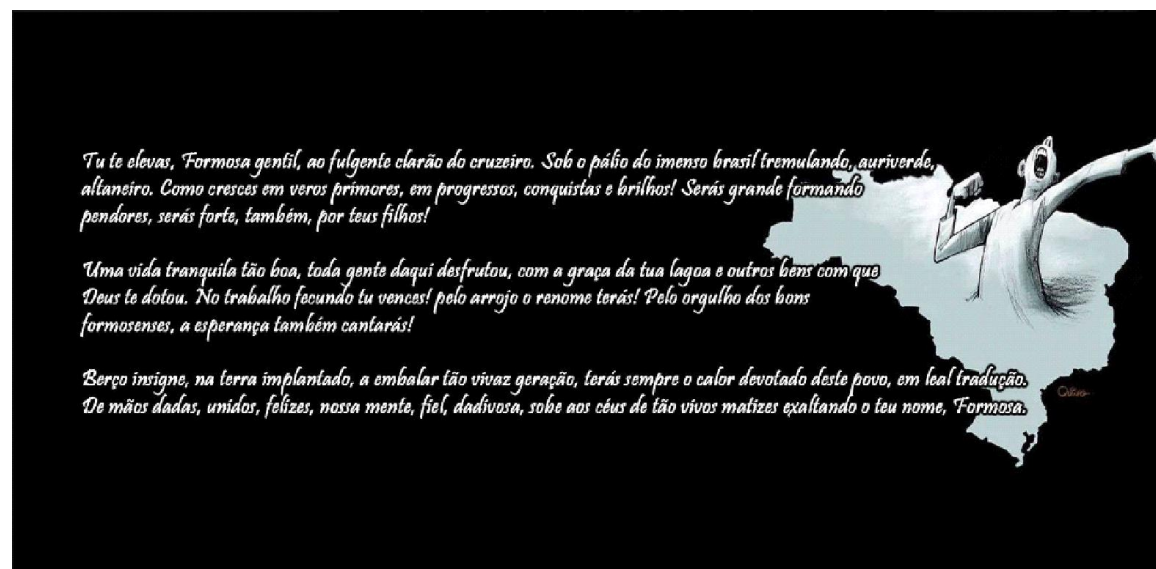 Tu te elevas, Formosa gentil, ao fulgente clarão do cruzeiro. Sob o pálio do imenso brasil tremulando, auriverde,
altaneiro. Como cresces em veros primores, em progressos, conquistas e brilhos! Serás grande formando
pendores, serás forte, também, por teus filhos!
Uma vida tranquila tão boa, toda gente daqui desfrutou, com a graça da tua lagoa e outros bens com que
Deus te dotou. No trabalho fecundo tu vences! pelo arrojo o renome terás! Pelo orgulho dos bons
formosenses, a esperança também cantarás!
Berço insigne, na terra implantado, a embalar tão vivaz geração, terás sempre o calor devotado deste povo, em leal tradução.
De mãos dadas, unidos, felizes, nossa mente, fiel, dadivosa, sobe aos céus de tão vivos matizes exaltando o teu nome, Formosa.